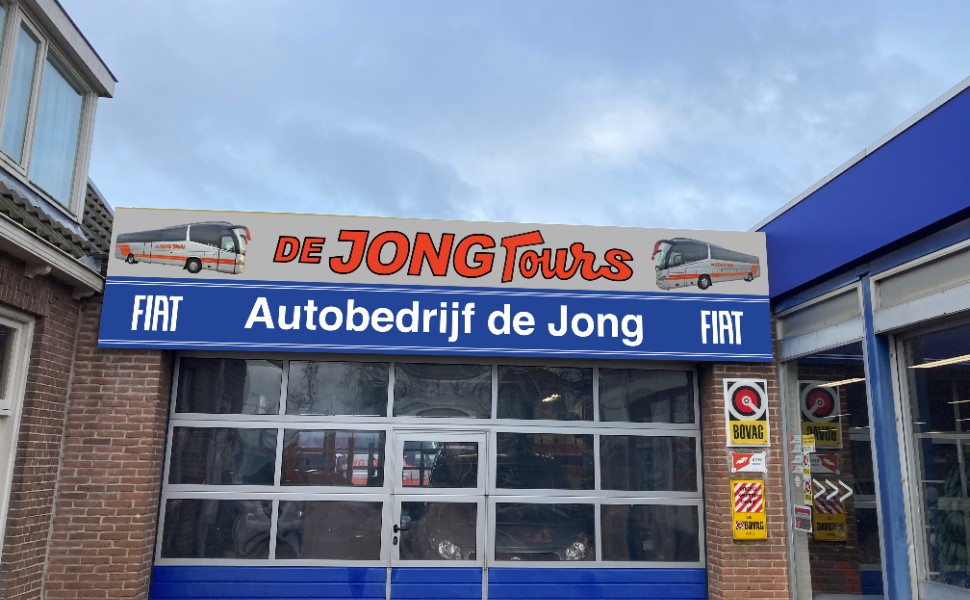 DE JONG Tours
FIAT Autobedrijf de Jong FIAT
BOVAG
BOVAG